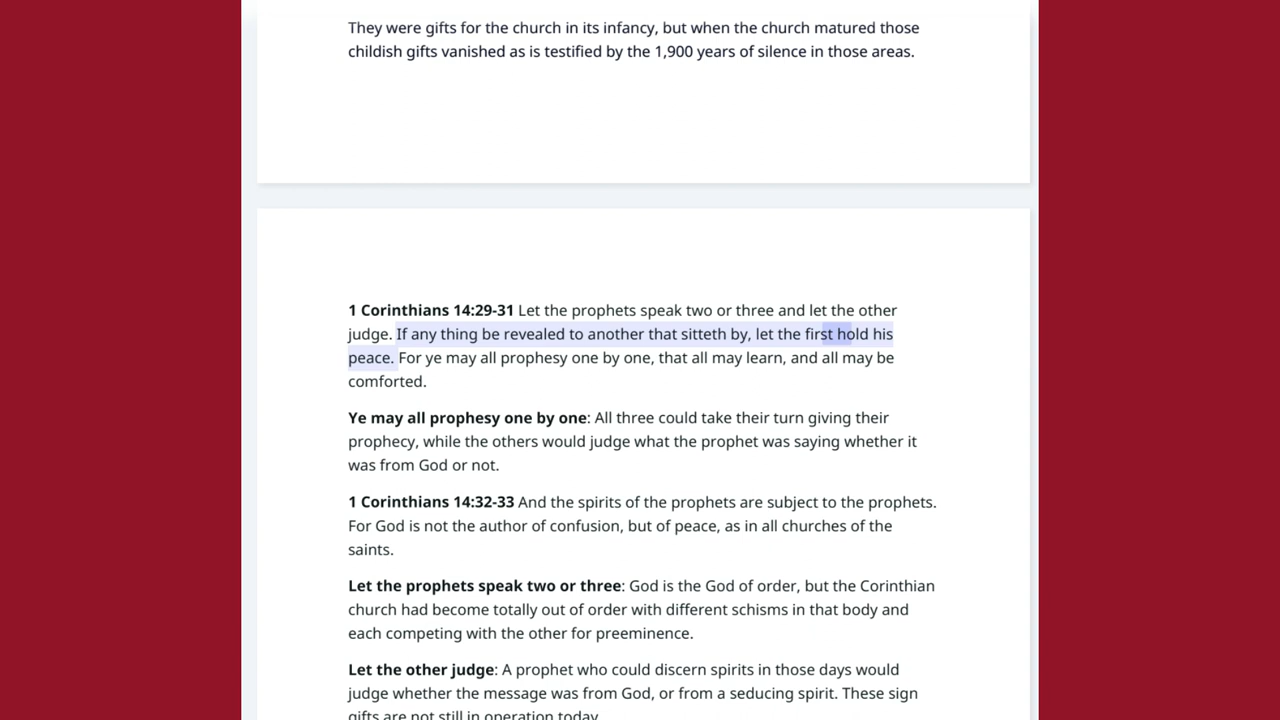 They were gifts for the church in its infancy, but when the church matured those
childish gifts vanished as is testified by the 1,900 years of silence in those areas.
1 Corinthians 14:29-31 Let the prophets speak two or three and let the other
judge. If any thing be revealed to another that sitteth by, let the first hold his
peace. For ye may all prophesy one by one, that all may learn, and all may be
comforted.
Ye may all prophesy one by one: All three could take their turn giving their
prophecy, while the others would judge what the prophet was saying whether it
was from God or not.
1 Corinthians 14:32-33 And the spirits of the prophets are subject to the prophets.
For God is not the author of confusion, but of peace, as in all churches of the
saints.
Let the prophets speak two or three: God is the God of order, but the Corinthian
church had become totally out of order with different schisms in that body and
each competing with the other for preeminence.
Let the other judge: A prophet who could discern spirits in those days would
judge whether the message was from God, or from a seducing spirit. These sign
gifts are not still in operation today.